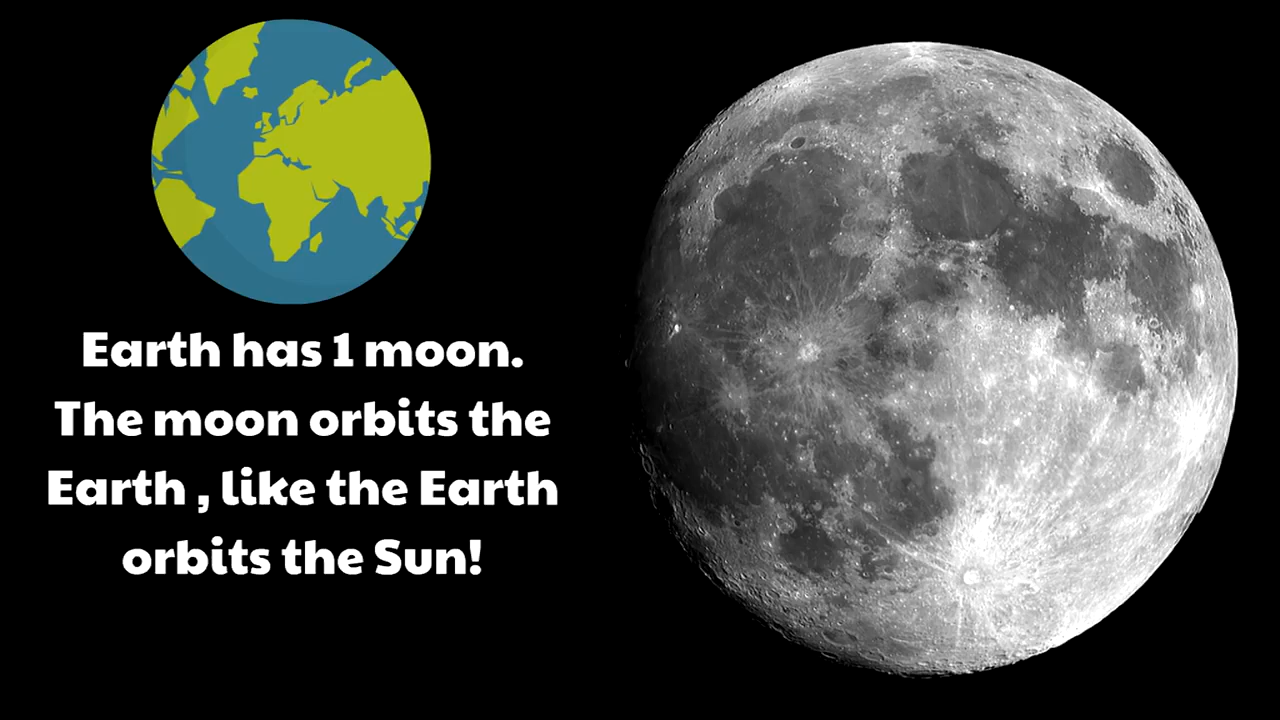 Earth has 1 moon.
The moon orbits the
Earth , like the Earth
orbits the Sun!